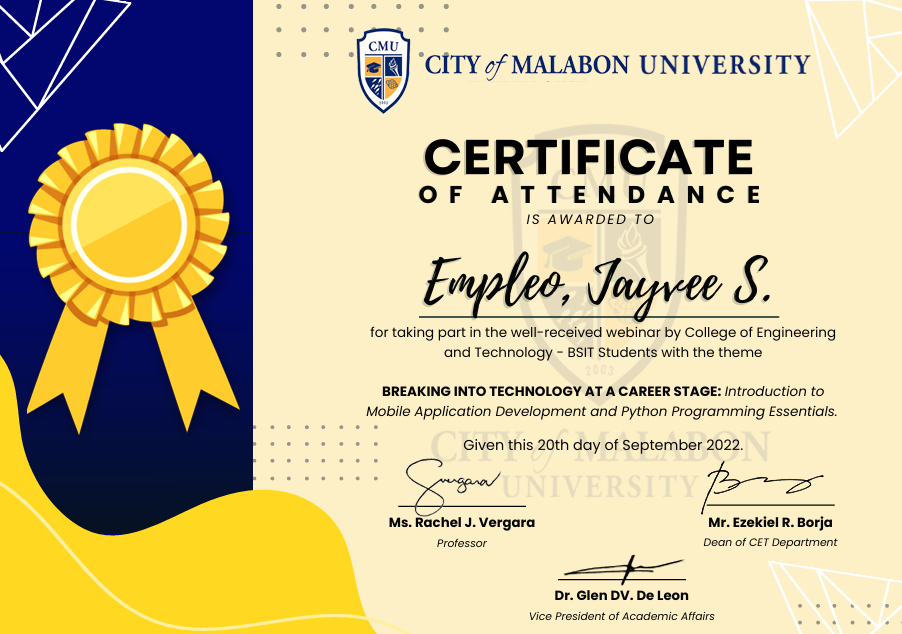 CMU
CITY of MALABON UNIVERSITY
CERTIFICATE
OF ATTENDANCE
IS AWARDED TO
Empleo, Jayvee S.
for taking part in the well-received webinar by College of Engineering
and Technology - BSIT Students with the theme
2003
BREAKING INTO TECHNOLOGY AT A CAREER STAGE: Introduction to
Mobile Application Development and Python Programming Essentials.
Given this 20th day of September 2022.
CITY of MALABON
UNIVERSITY
Ms. Rachel J. Vergara
Professor
Mr. Ezekiel R. Borja
Dean of CET Department
Dr. Glen DV. De Leon
Vice President of Academic Affairs